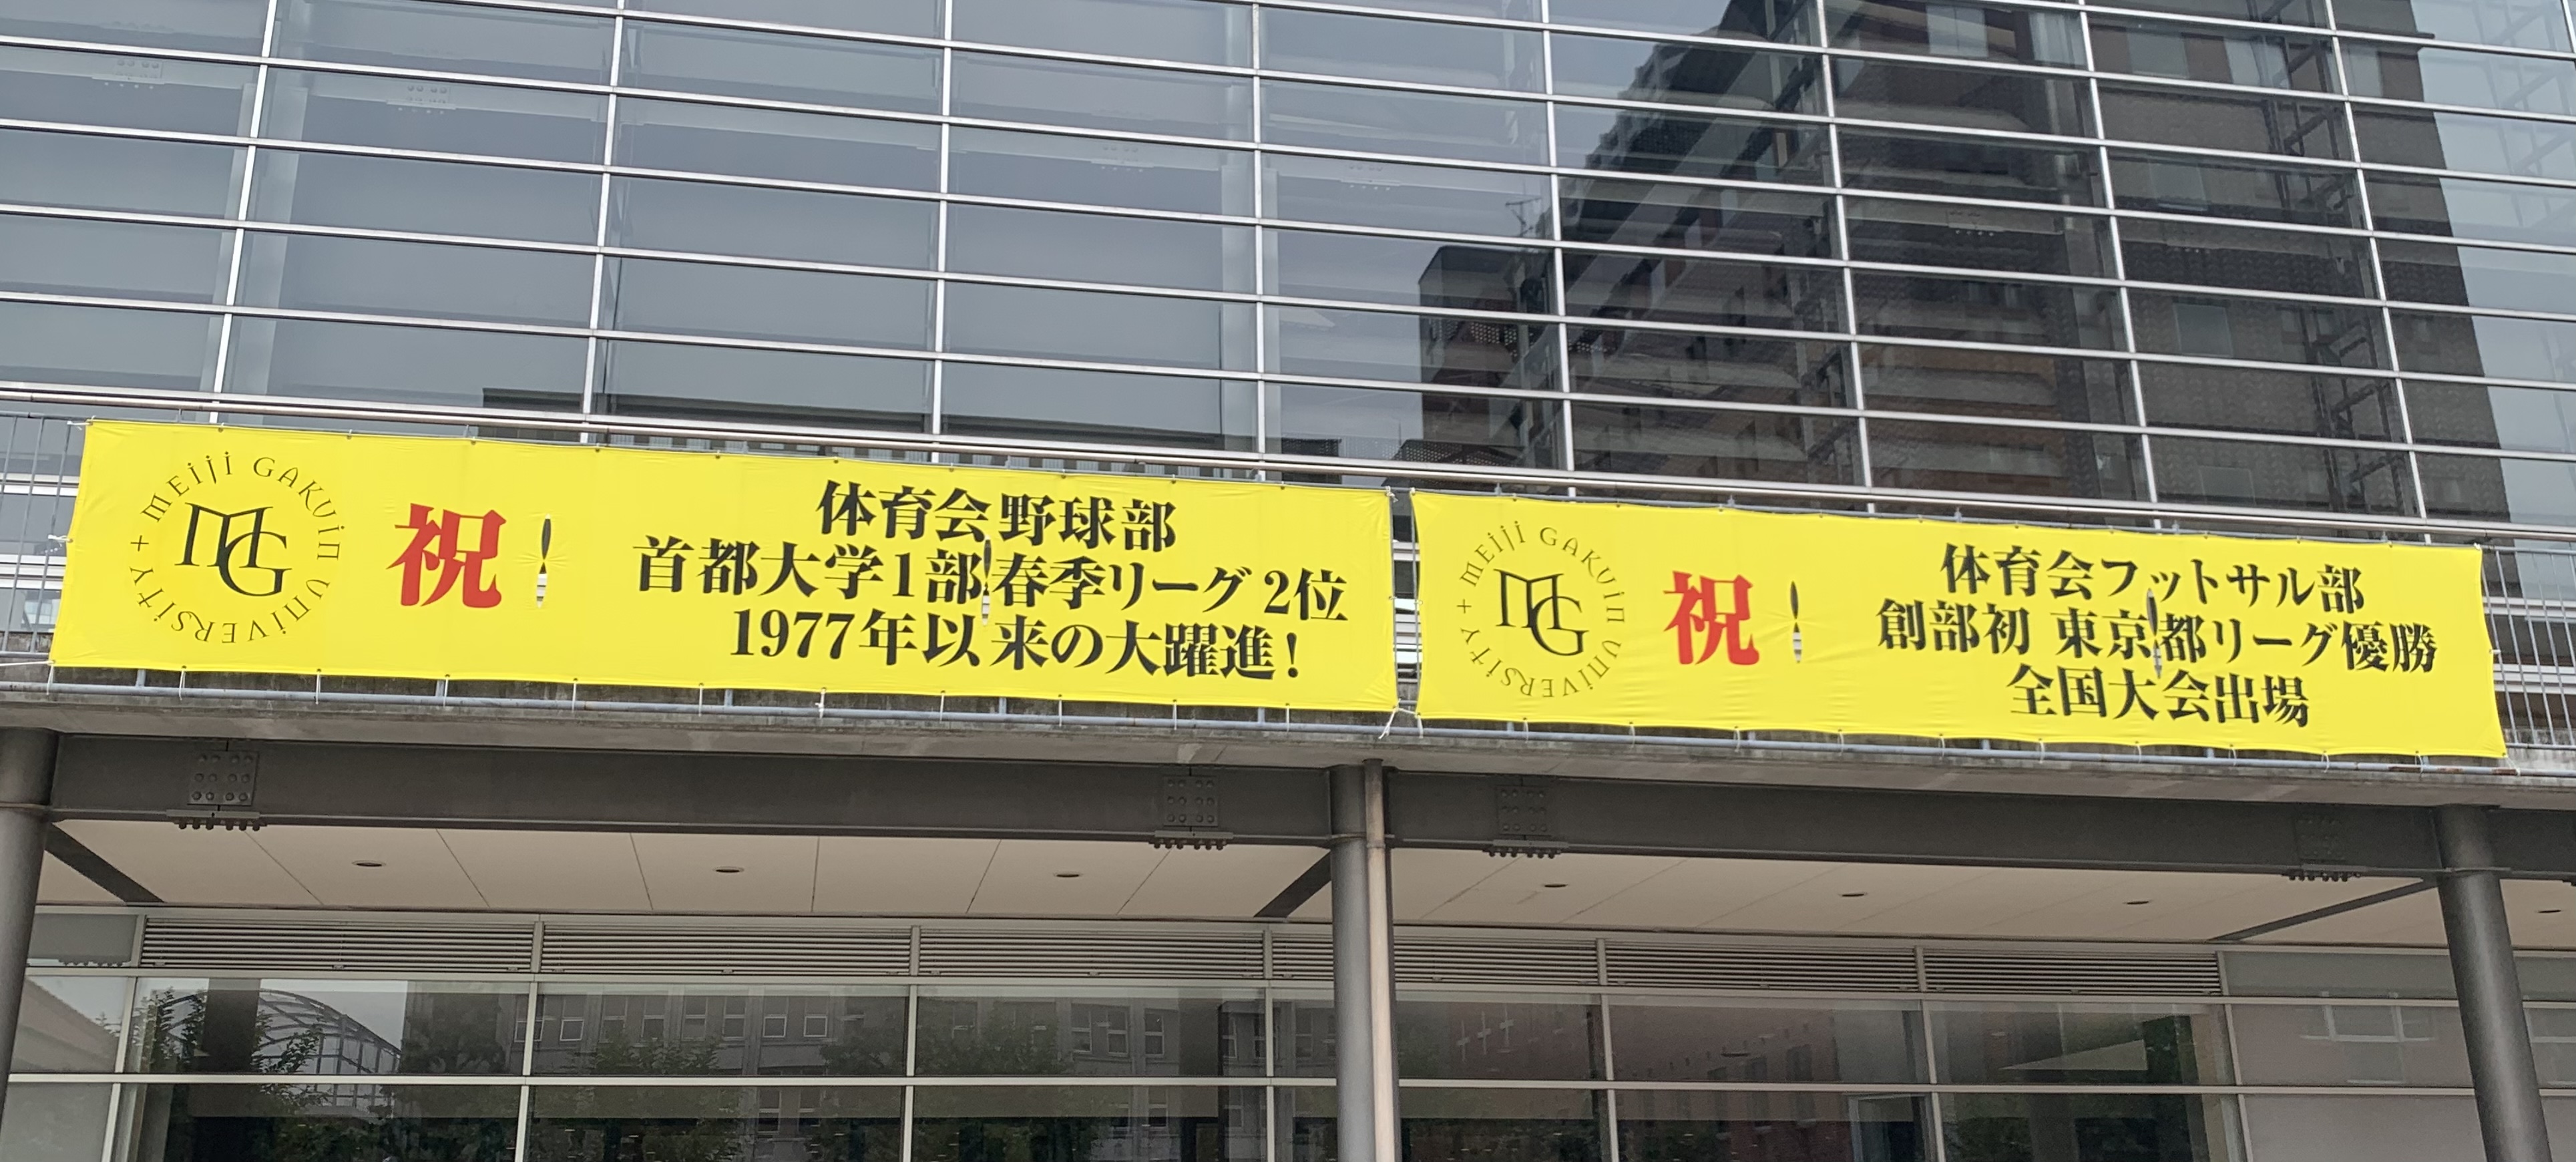 MEIJI GAKUIN UNIVERSITY
MG
祝
体育会野球部
首都大学1部春季リーグ2位
1977年以来の大躍進!
MEIJI GAKUIN UNIVERSITY
MG
祝
体育会フットサル部
創部初 東京都リーグ優勝
全国大会出場